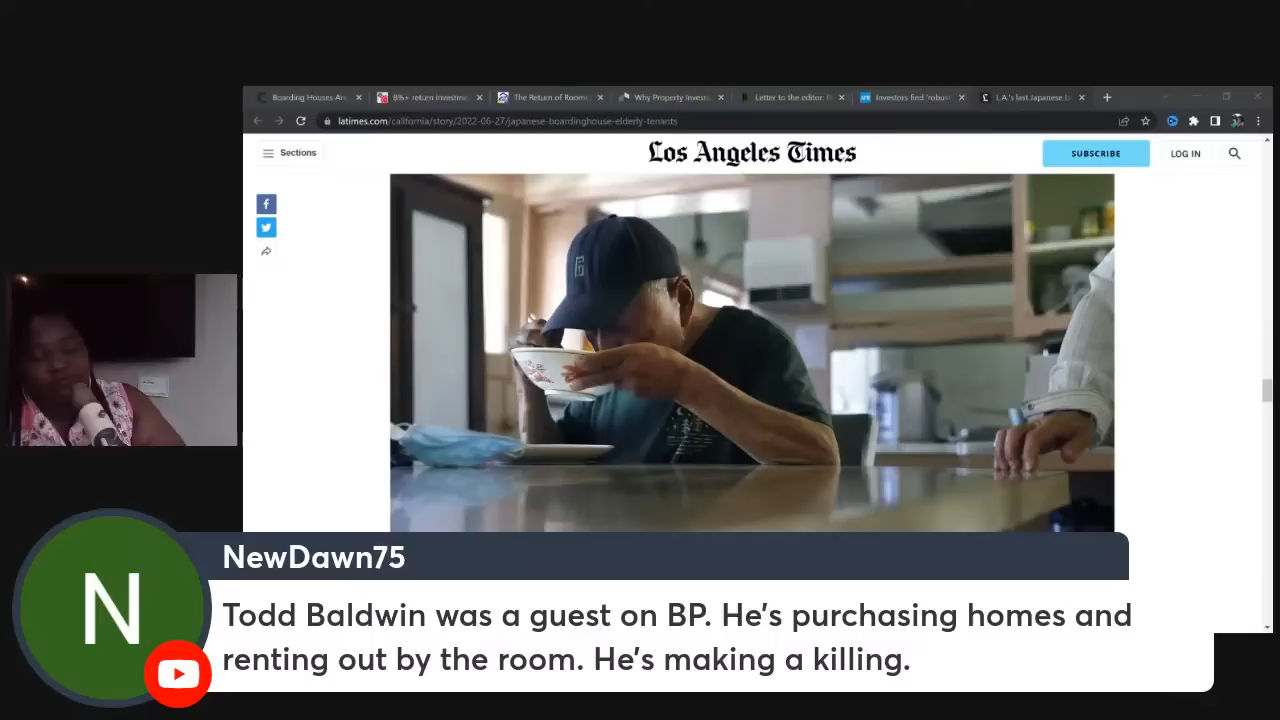 Boarding Houses Are
8%+ return investme
The Return of Room
Why Property Invest
Letter to the editor:
Investors find 'robus
L.A.'s last Japanese b
latimes.com/california/story/2022-06-27/japanese-boardinghouse-elderly-tenants
Sections
Los Angeles Times
SUBSCRIBE
LOG IN
N
NewDawn75
Todd Baldwin was a guest on BP. He's purchasing homes and
renting out by the room. He's making a killing.